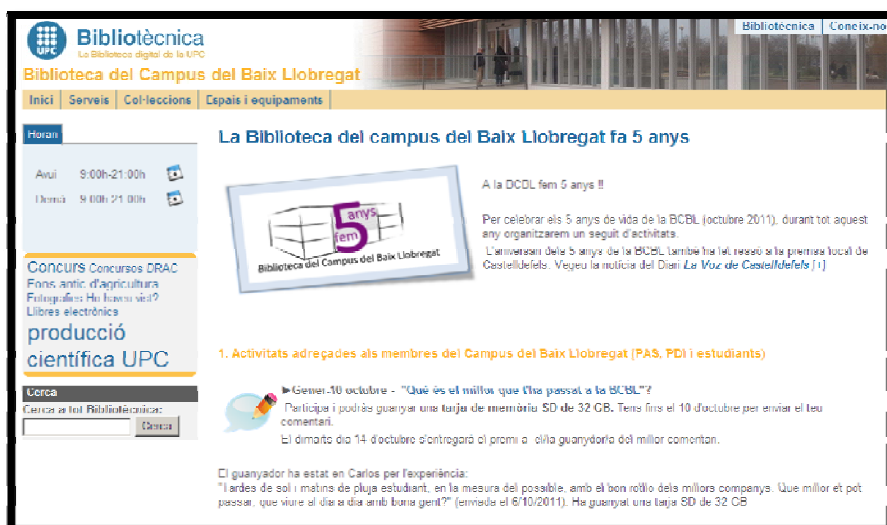 Bibliotècnica
Coneix-no
UPC
Bibliotècnica
La Biblioteca digital de la UPC
Biblioteca del Campus del Baix Llobregat
Inici
Serveis
Col·leccions
Espais i equipaments
Horari
Avui 9:00h-21:00h
Demà 9:00h-21:00h
Concurs Concursos DRAC
Fons antic d'agricultura
Fotografies Ho haveu vist?
Llibres electrònics
producció
científica UPC
Cerca
Cerca a tot Bibliotècnica:
Cerca
La Biblioteca del campus del Baix Llobregat fa 5 anys
5 anys
fem
Biblioteca del Campus del Baix Llobregat
A la BCBL fem 5 anys !!
Per celebrar els 5 anys de vida de la BCBL (octubre 2011), durant tot aquest
any organitzarem un seguit d'activitats.
L'aniversari dels 5 anys de la BCBL també ha fet ressò a la premsa local de
Castelldefels. Vegeu la notícia del Diari La Voz de Castelldefels [+]
1. Activitats adreçades als membres del Campus del Baix Llobregat (PAS, PDI i estudiants)
►Gener-10 octubre - "Què és el millor que t'ha passat a la BCBL"?
Participa i podràs guanyar una tarja de memòria SD de 32 GB. Tens fins el 10 d'octubre per enviar el teu
comentari.
El dimarts dia 14 d'octubre s'entregarà el premi a el/la guanyador/a del millor comentari.
El guanyador ha estat en Carlos per l'experiència:
"Tardes de sol i matins de pluja estudiant, en la mesura del possible, amb el bon rotllo dels millors companys. Que millor et pot
passar, que viure el dia a dia amb bona gent?" (enviada el 6/10/2011). Ha guanyat una tarja SD de 32 GB